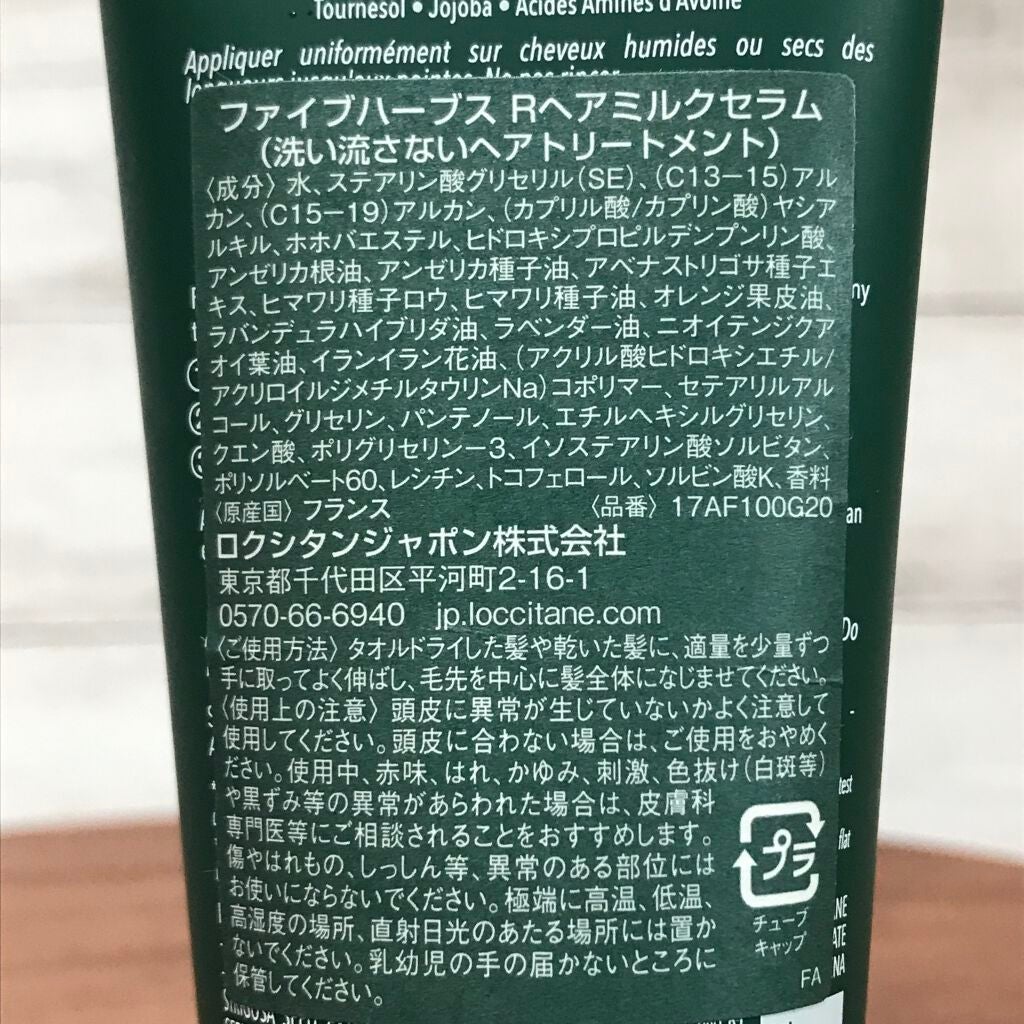 Tournesol • Jojoba • Acides Aminés d'Avoine
Appliquer uniformément sur cheveux humides ou secs des
longueurs jusqu'aux pointes. Ne pas rincer.
ファイブハーブス Rヘアミルクセラム
（洗い流さないヘアトリートメント）
〈成分〉水、ステアリン酸グリセリル（SE）、（C13－15）アル
カン、（C15－19）アルカン、（カプリル酸/カプリン酸）ヤシア
ルキル、ホホバエステル、ヒドロキシプロピルデンプンリン酸、
アンゼリカ根油、アンゼリカ種子油、アベナストリゴサ種子エ
キス、ヒマワリ種子ロウ、ヒマワリ種子油、オレンジ果皮油、
ラバンデュラハイブリダ油、ラベンダー油、ニオイテンジクア
オイ葉油、イランイラン花油、（アクリル酸ヒドロキシエチル/
アクリロイルジメチルタウリンNa）コポリマー、セテアリルアル
コール、グリセリン、パンテノール、エチルヘキシルグリセリン、
クエン酸、ポリグリセリン－3、イソステアリン酸ソルビタン、
ポリソルベート60、レシチン、トコフェロール、ソルビン酸K、香料
〈原産国〉フランス 〈品番〉17AF100G20
ロクシタンジャポン株式会社
東京都千代田区平河町2-16-1
0570-66-6940 jp.loccitane.com
〈ご使用方法〉タオルドライした髪や乾いた髪に、適量を少量ずつ
手に取ってよく伸ばし、毛先を中心に髪全体になじませてください。
〈使用上の注意〉頭皮に異常が生じていないかよく注意して
使用してください。頭皮に合わない場合は、ご使用をおやめく
ださい。使用中、赤味、はれ、かゆみ、刺激、色抜け（白斑等）
や黒ずみ等の異常があらわれた場合は、皮膚科
専門医等にご相談されることをおすすめします。
傷やはれもの、しっしん等、異常のある部位には
お使いにならないでください。極端に高温、低温、
高湿度の場所、直射日光のあたる場所には置か
ないでください。乳幼児の手の届かないところに
保管してください。
プラ
チューブ
キャップ
FA